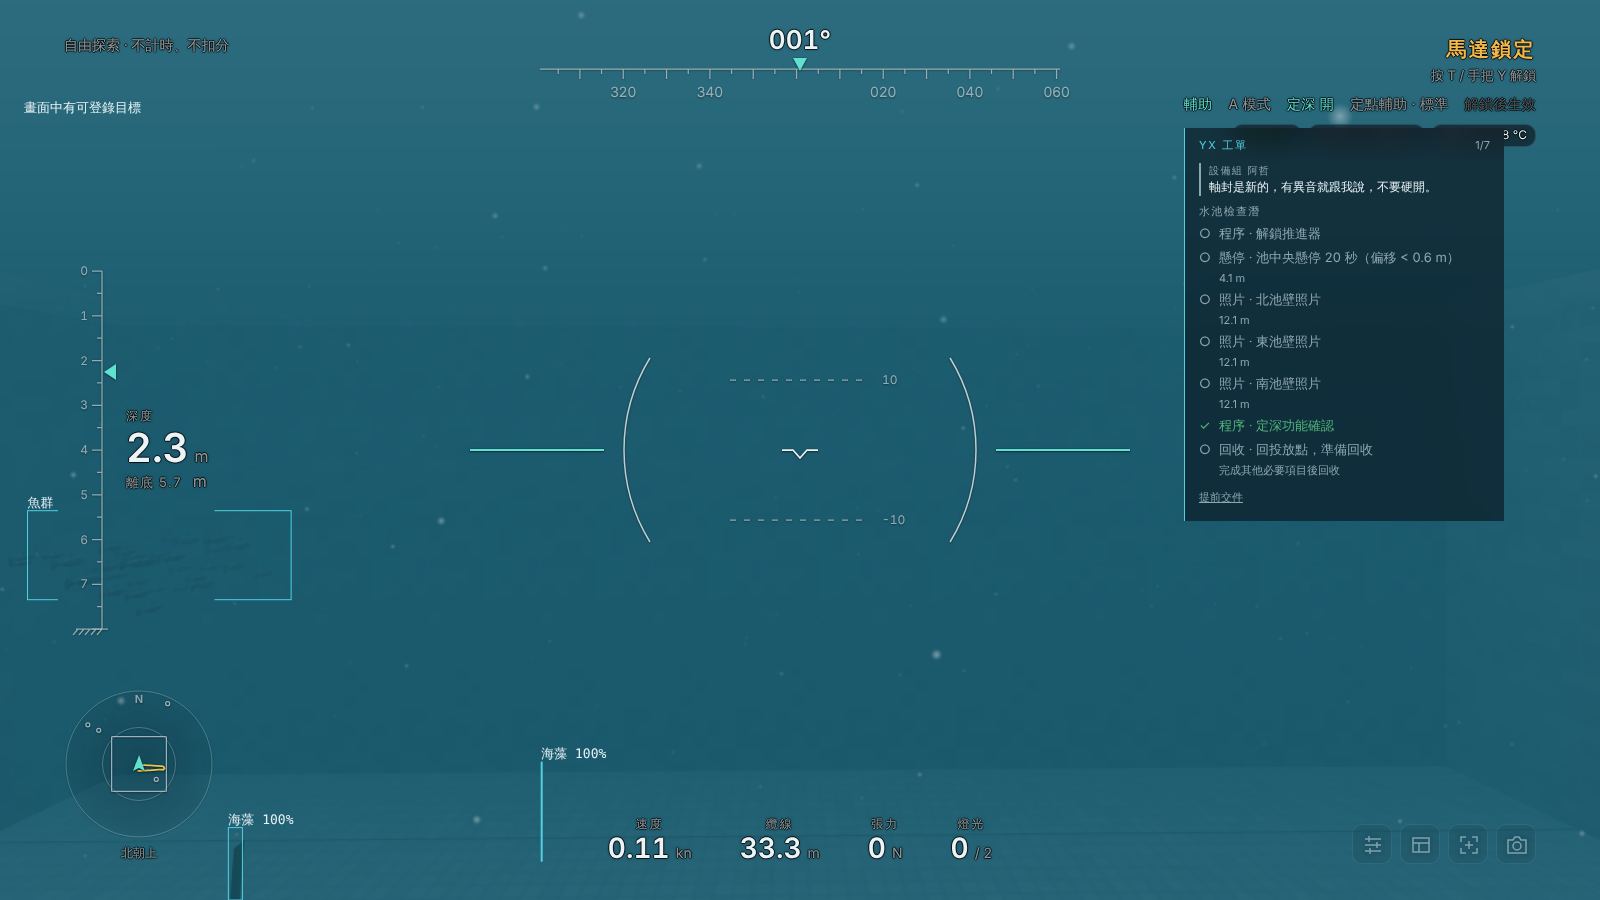 自由探索 · 不計時、不扣分
001°
馬達鎖定
按 T / 手把 Y 解鎖
320 340 020 040 060
畫面中有可登錄目標
輔助 A 模式 定深 開 定點輔助 · 標準 解鎖後生效
8 °C
YX 工單 1/7
設備組 阿哲
軸封是新的，有異音就跟我說，不要硬開。
水池檢查潛
程序 · 解鎖推進器
懸停 · 池中央懸停 20 秒（偏移 < 0.6 m）
4.1 m
照片 · 北池壁照片
12.1 m
照片 · 東池壁照片
12.1 m
照片 · 南池壁照片
12.1 m
程序 · 定深功能確認
回收 · 回投放點，準備回收
完成其他必要項目後回收
提前交件
0
1
2
3
4
5
6
7
深度
2.3 m
離底 5.7 m
10
-10
魚群
N
北朝上
海藻 100%
海藻 100%
速度 纜線 張力 燈光
0.11 kn 33.3 m 0 N 0 / 2